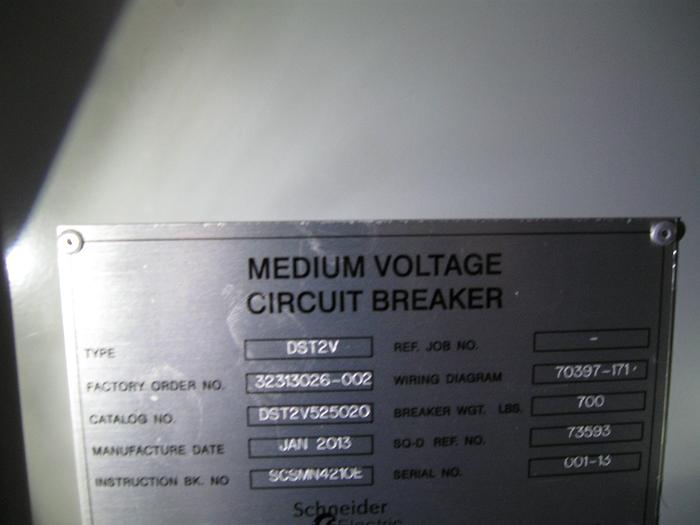 MEDIUM VOLTAGE
CIRCUIT BREAKER
TYPE DST2V REF. JOB NO. -
FACTORY ORDER NO. 32313026-002 WIRING DIAGRAM 70397-171
CATALOG NO. DST2V525020 BREAKER WGT. LBS. 700
MANUFACTURE DATE JAN 2013 SQ-D REF. NO. 73593
INSTRUCTION BK. NO SCSMN4210E SERIAL NO. 001-13
Schneider
Electric